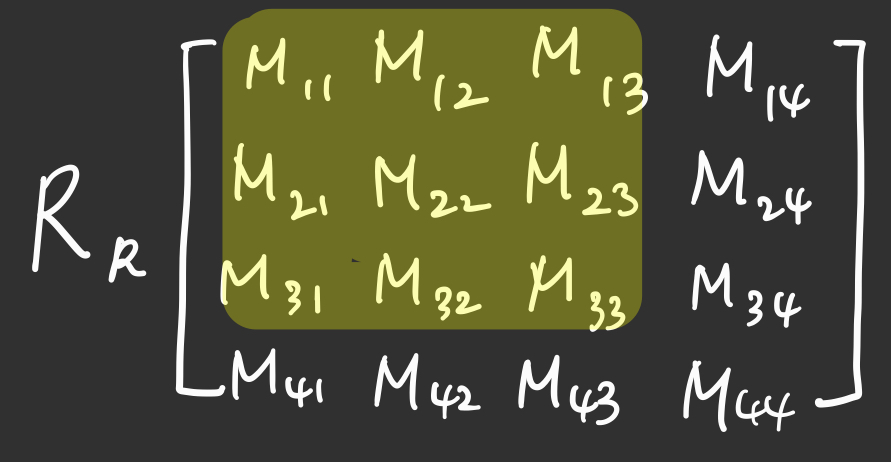 M₁₁ M₁₂ M₁₃ M₁₄
R_R M₂₁ M₂₂ M₂₃ M₂₄
M₃₁ M₃₂ M₃₃ M₃₄
M₄₁ M₄₂ M₄₃ M₄₄